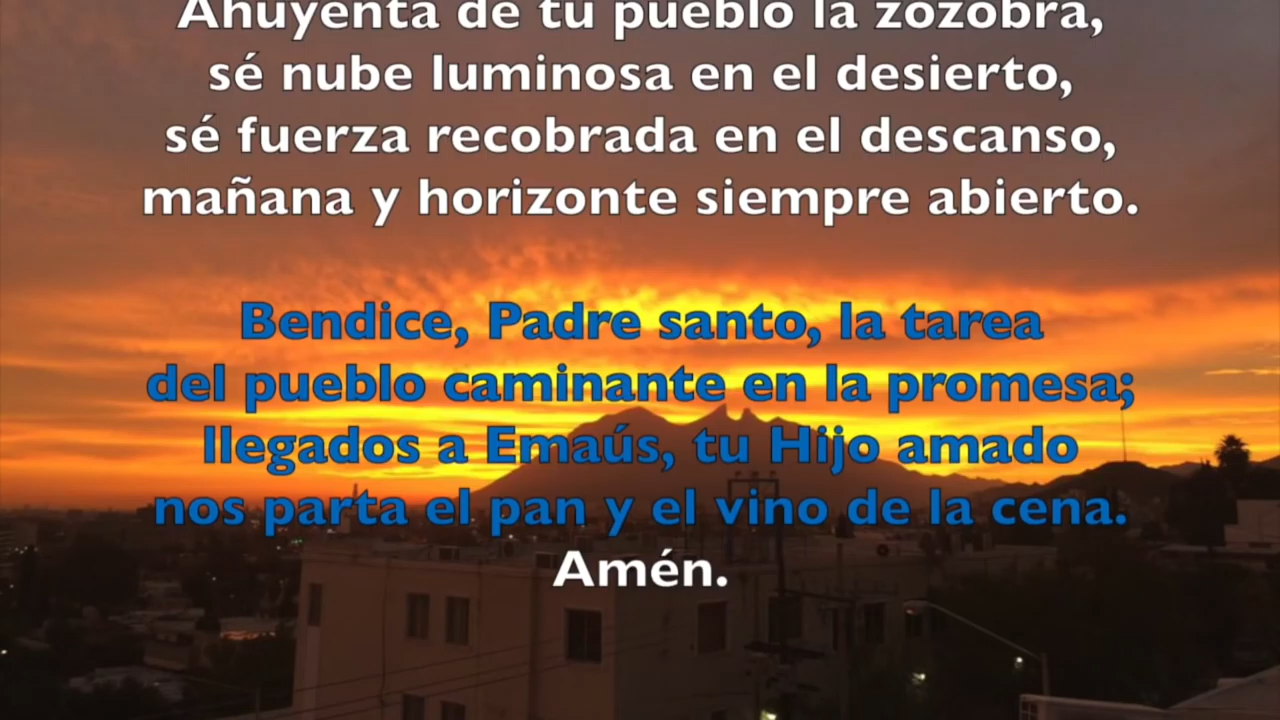 Ahuyenta de tu pueblo la zozobra,
sé nube luminosa en el desierto,
sé fuerza recobrada en el descanso,
mañana y horizonte siempre abierto.
Bendice, Padre santo, la tarea
del pueblo caminante en la promesa;
llegados a Emaús, tu Hijo amado
nos parta el pan y el vino de la cena.
Amén.